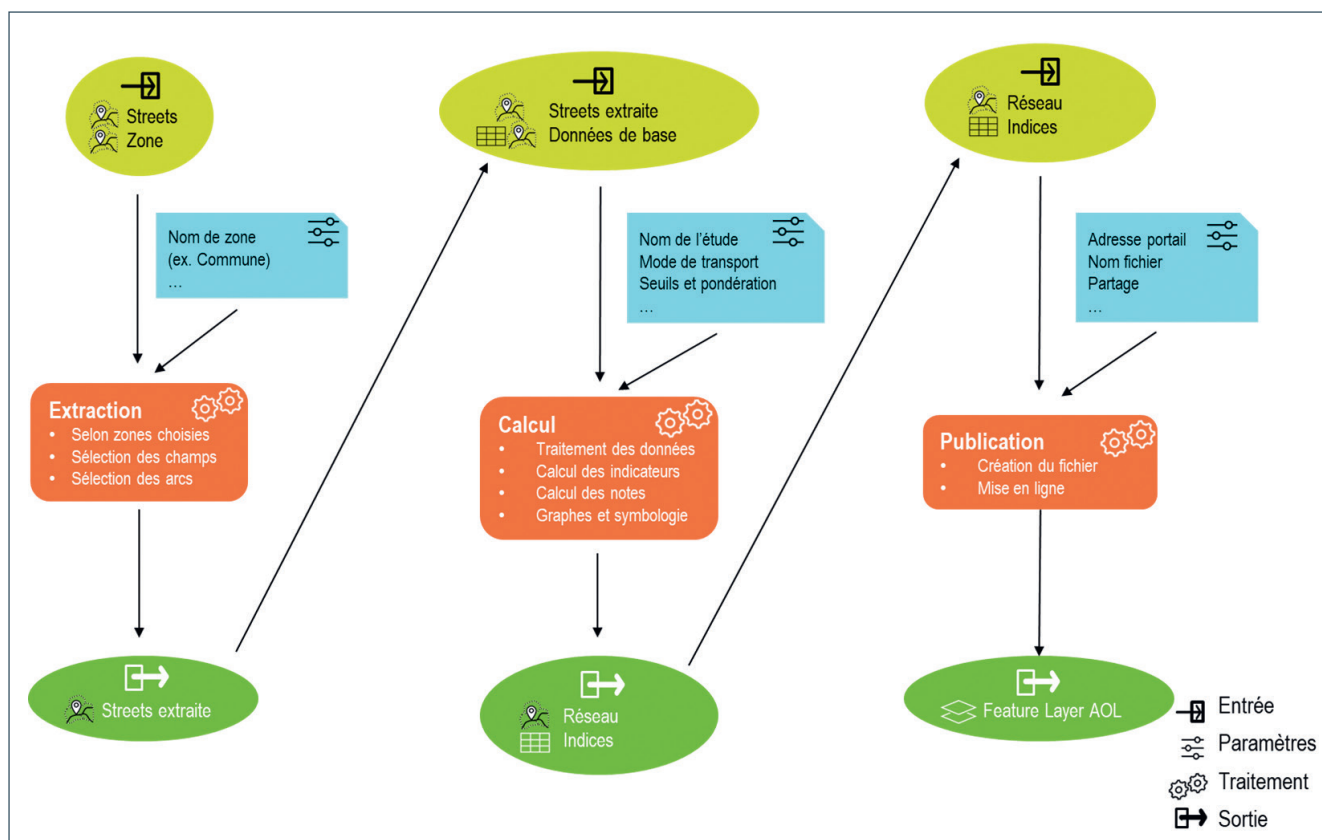 Streets
Zone
Nom de zone
(ex. Commune)
…
Extraction
• Selon zones choisies
• Sélection des champs
• Sélection des arcs
Streets extraite
Streets extraite
Données de base
Nom de l'étude
Mode de transport
Seuils et pondération
…
Calcul
• Traitement des données
• Calcul des indicateurs
• Calcul des notes
• Graphes et symbologie
Réseau
Indices
Réseau
Indices
Adresse portail
Nom fichier
Partage
…
Publication
• Création du fichier
• Mise en ligne
Feature Layer AOL
Entrée
Paramètres
Traitement
Sortie